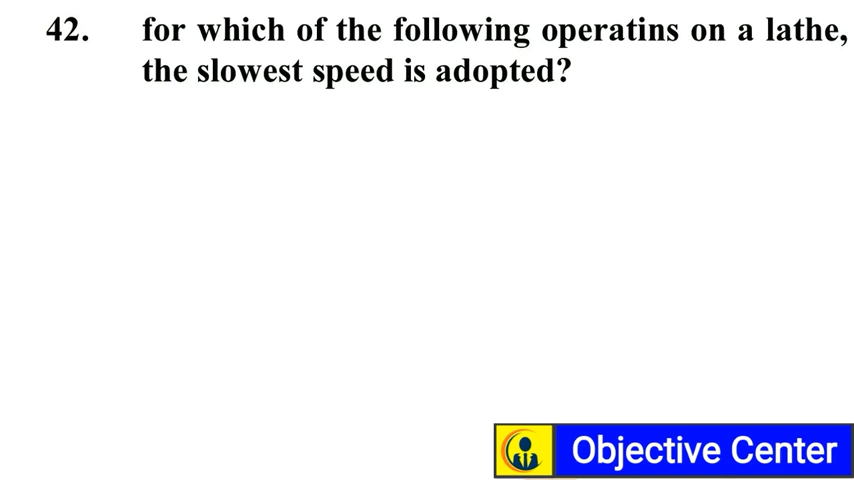 42. for which of the following operatins on a lathe,
the slowest speed is adopted?
Objective Center